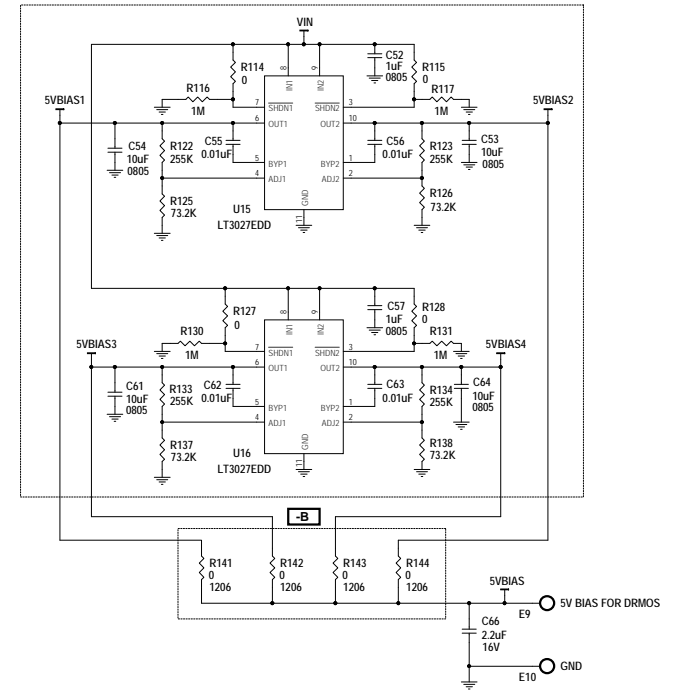 VIN
R114
0
C52
1uF
0805
R115
0
R116
1M
R117
1M
8
IN1
9
IN2
7
SHDN1
SHDN2
3
5VBIAS1
5VBIAS2
6
OUT1
OUT2
10
C54
10uF
0805
R122
255K
C55
0.01uF
C56
0.01uF
R123
255K
C53
10uF
0805
5
BYP1
BYP2
1
4
ADJ1
ADJ2
2
R125
73.2K
R126
73.2K
GND
11
U15
LT3027EDD
R127
0
C57
1uF
0805
R128
0
R130
1M
R131
1M
8
IN1
9
IN2
7
SHDN1
SHDN2
3
5VBIAS3
5VBIAS4
6
OUT1
OUT2
10
C61
10uF
0805
R133
255K
C62
0.01uF
C63
0.01uF
R134
255K
C64
10uF
0805
5
BYP1
BYP2
1
4
ADJ1
ADJ2
2
R137
73.2K
R138
73.2K
GND
11
U16
LT3027EDD
-B
R141
0
1206
R142
0
1206
R143
0
1206
R144
0
1206
5VBIAS
5V BIAS FOR DRMOS
E9
C66
2.2uF
16V
GND
E10